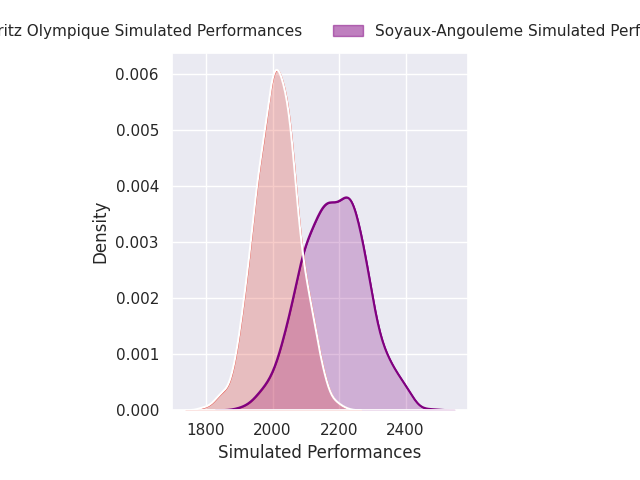 ritz Olympique Simulated Performances
Soyaux-Angouleme Simulated Perf
0.006
0.005
0.004
0.003
0.002
0.001
0.000
Density
1800 2000 2200 2400
Simulated Performances